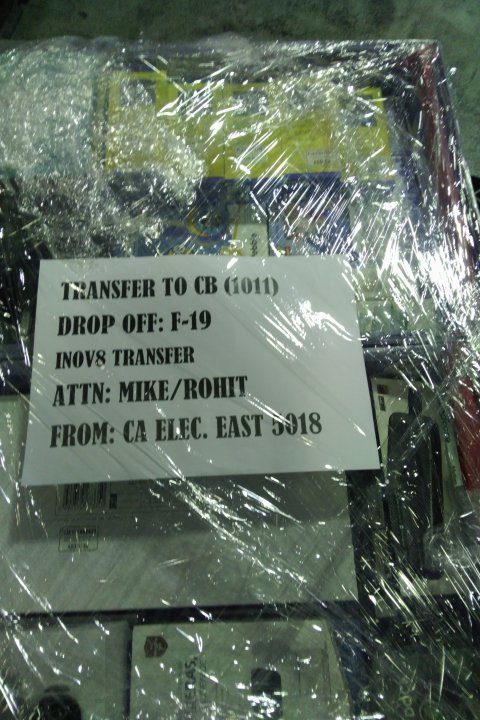 TRANSFER TO CB (1011)
DROP OFF: F-19
INOV8 TRANSFER
ATTN: MIKE/ROHIT
FROM: CA ELEC. EAST 5018